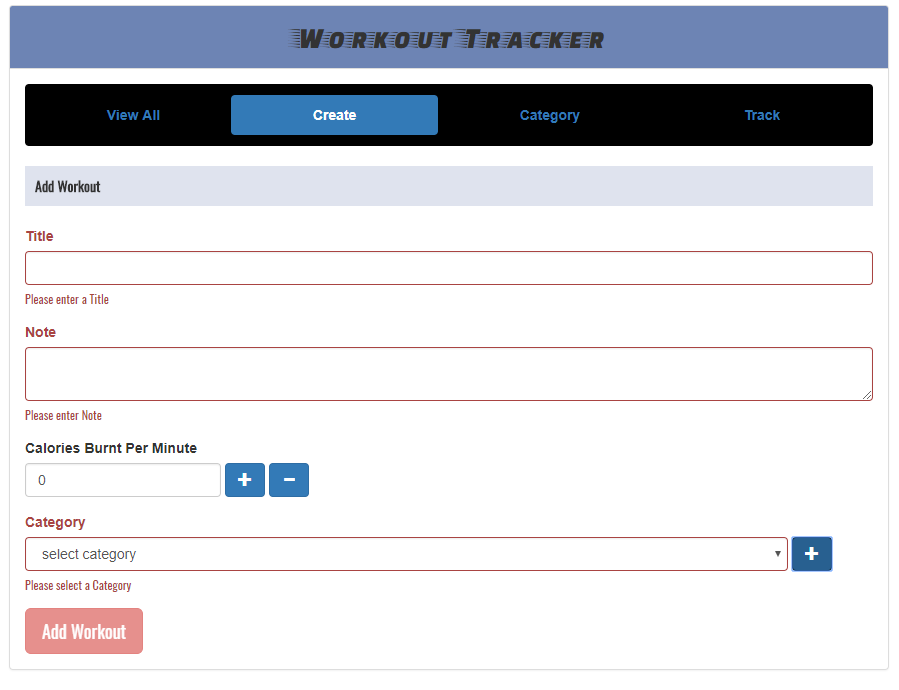 Workout Tracker
View All Create Category Track
Add Workout
Title
Please enter a Title
Note
Please enter Note
Calories Burnt Per Minute
0 + −
Category
select category +
Please select a Category
Add Workout